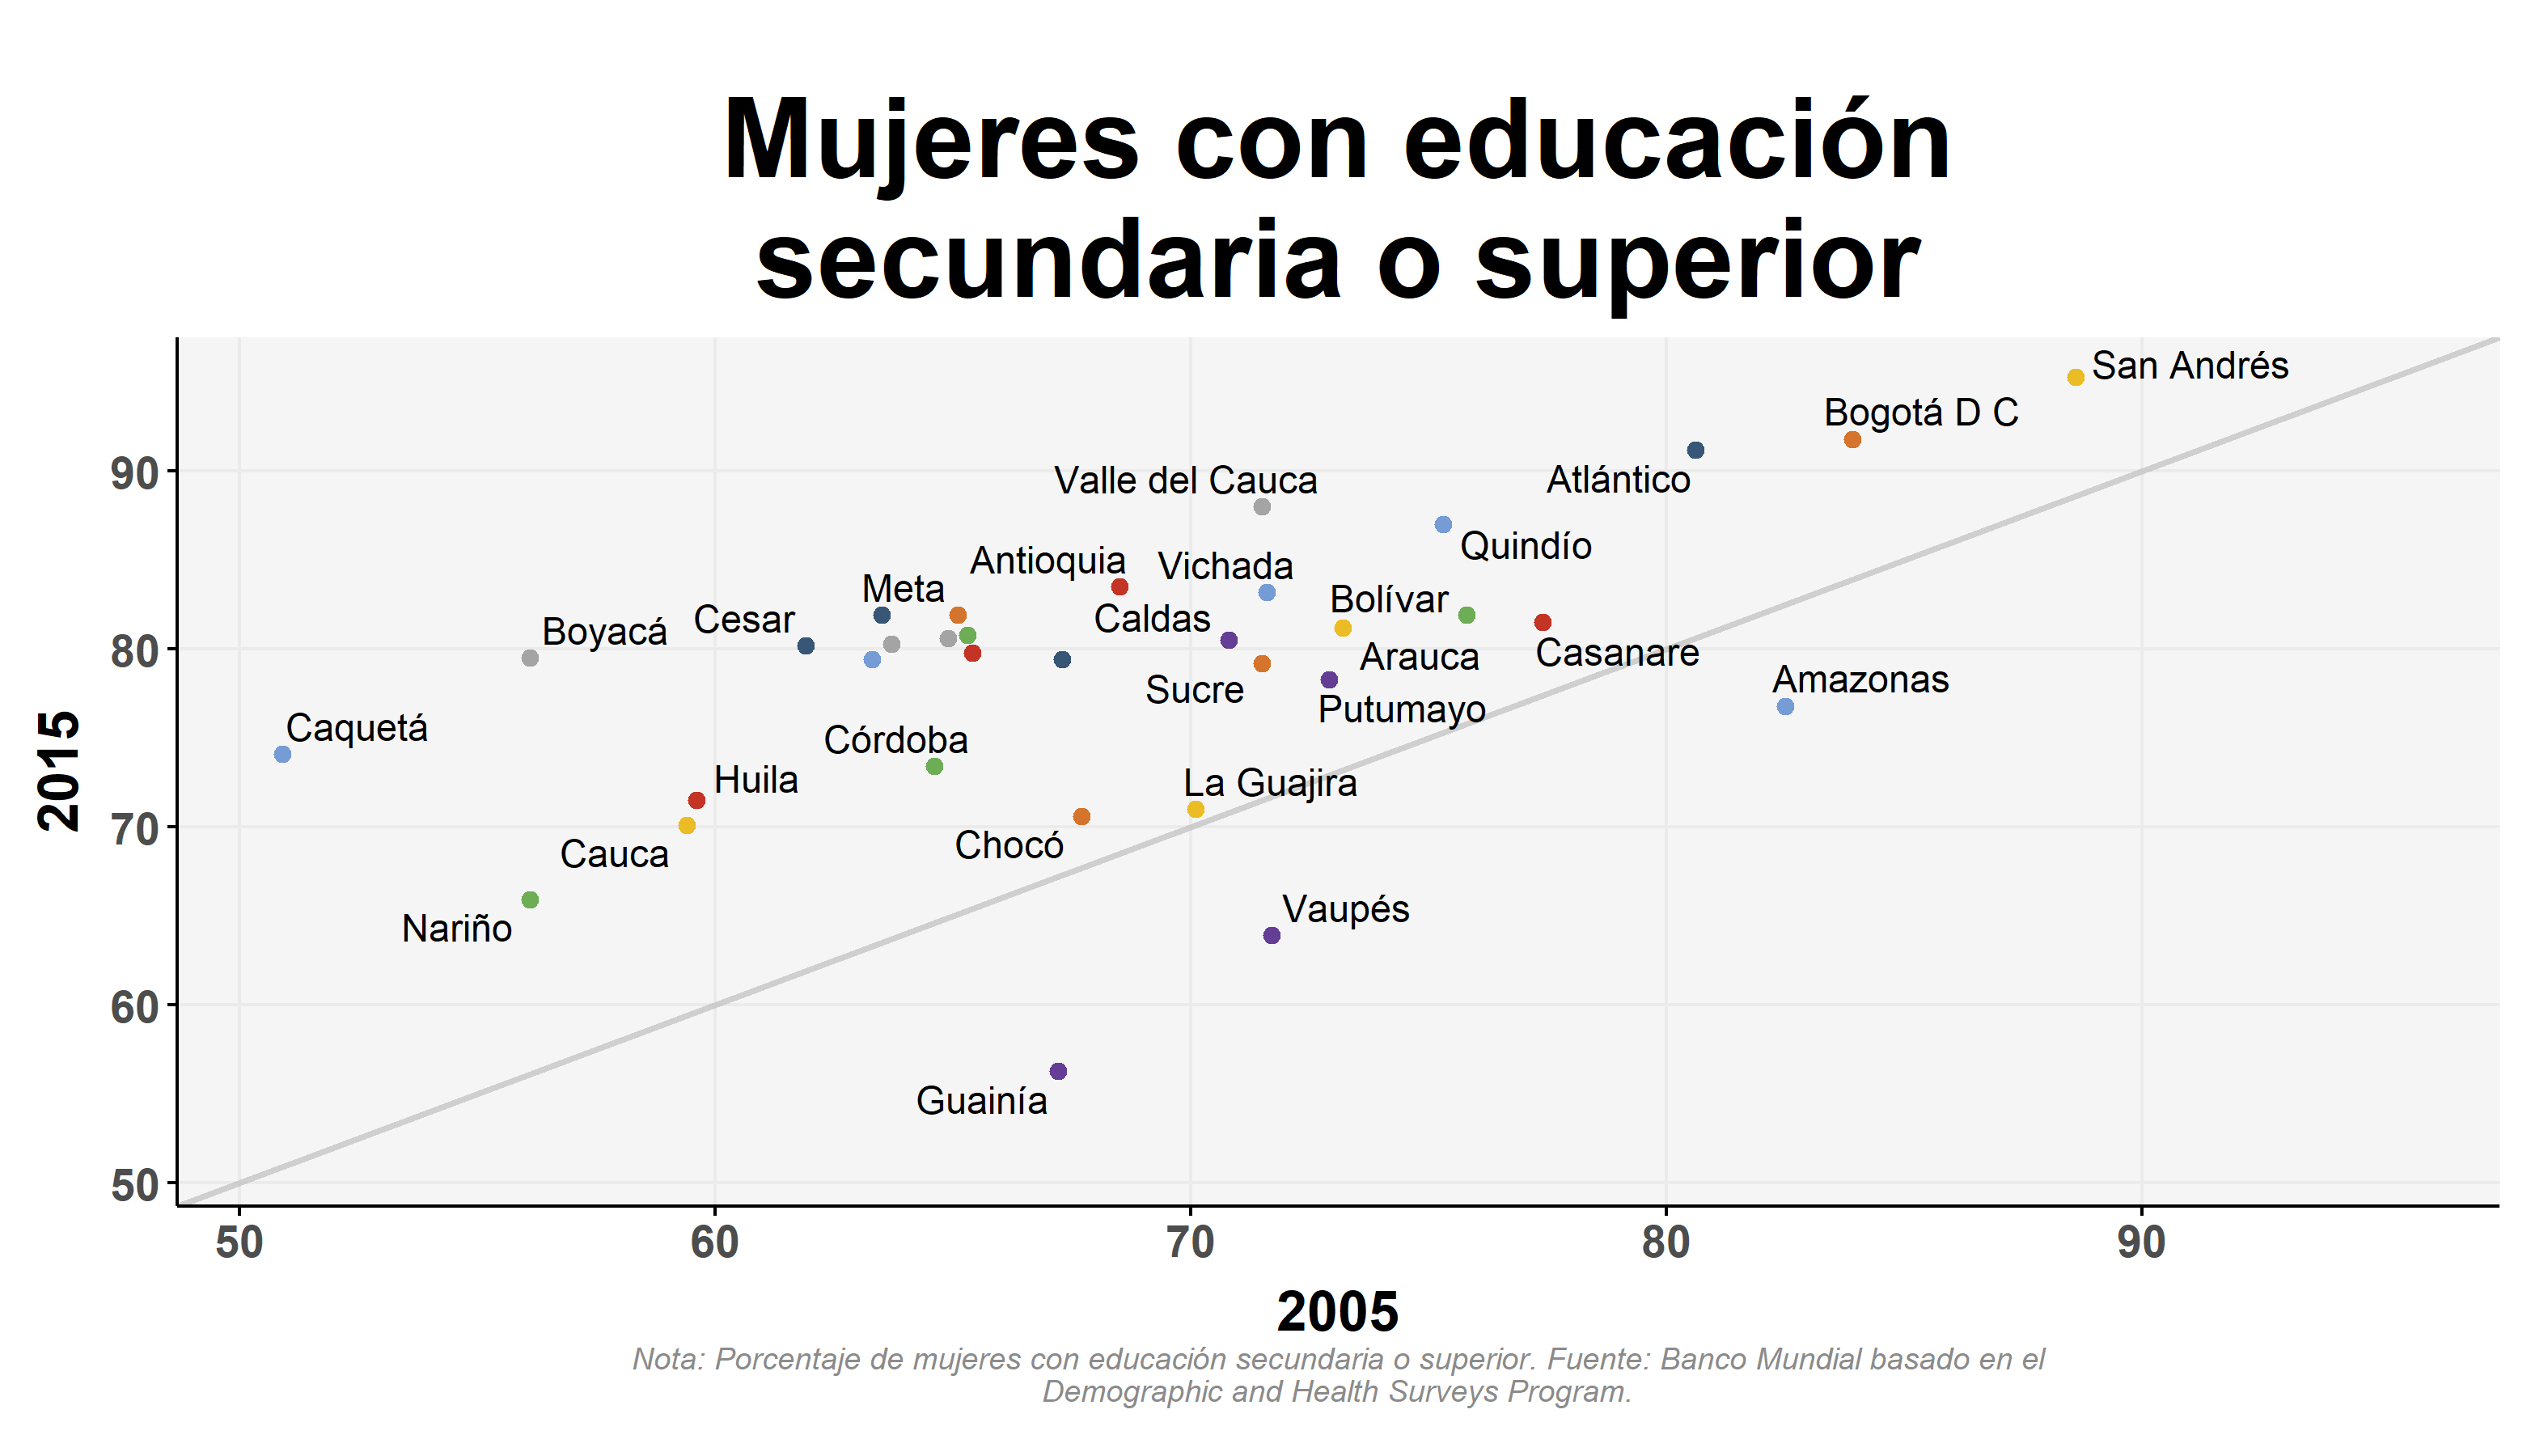 Mujeres con educación
secundaria o superior
San Andrés
Bogotá D C
90
Valle del Cauca
Atlántico
Quindío
Antioquia
Vichada
Meta
Bolívar
Cesar
Caldas
Boyacá
80
Arauca
Casanare
Sucre
Amazonas
Putumayo
Caquetá
Córdoba
2015
Huila
La Guajira
70
Chocó
Cauca
Vaupés
Nariño
60
Guainía
50
50 60 70 80 90
2005
Nota: Porcentaje de mujeres con educación secundaria o superior. Fuente: Banco Mundial basado en el
Demographic and Health Surveys Program.